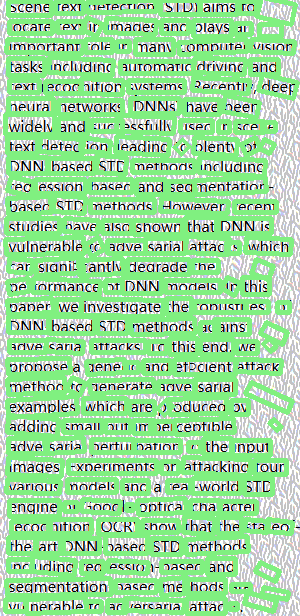 Scene text detection (STD) aims to
locate text in images and plays an
important role in many computer vision
tasks including automatic driving and
text recognition systems. Recently, deep
neural networks (DNNs) have been
widely and successfully used in scene
text detection, leading to plenty of
DNN-based STD methods including
regression-based and segmentation-
based STD methods. However, recent
studies have also shown that DNN is
vulnerable to adversarial attacks, which
can significantly degrade the
performance of DNN models. In this
paper, we investigate the robustness of
DNN-based STD methods against
adversarial attacks. To this end, we
propose a generic and efficient attack
method to generate adversarial
examples, which are produced by
adding small but imperceptible
adversarial perturbation to the input
images. Experiments on attacking four
various models and a real-world STD
engine of Google optical character
recognition (OCR) show that the state-of-
the-art DNN-based STD methods
including regression-based and
segmentation-based methods are
vulnerable to adversarial attacks.